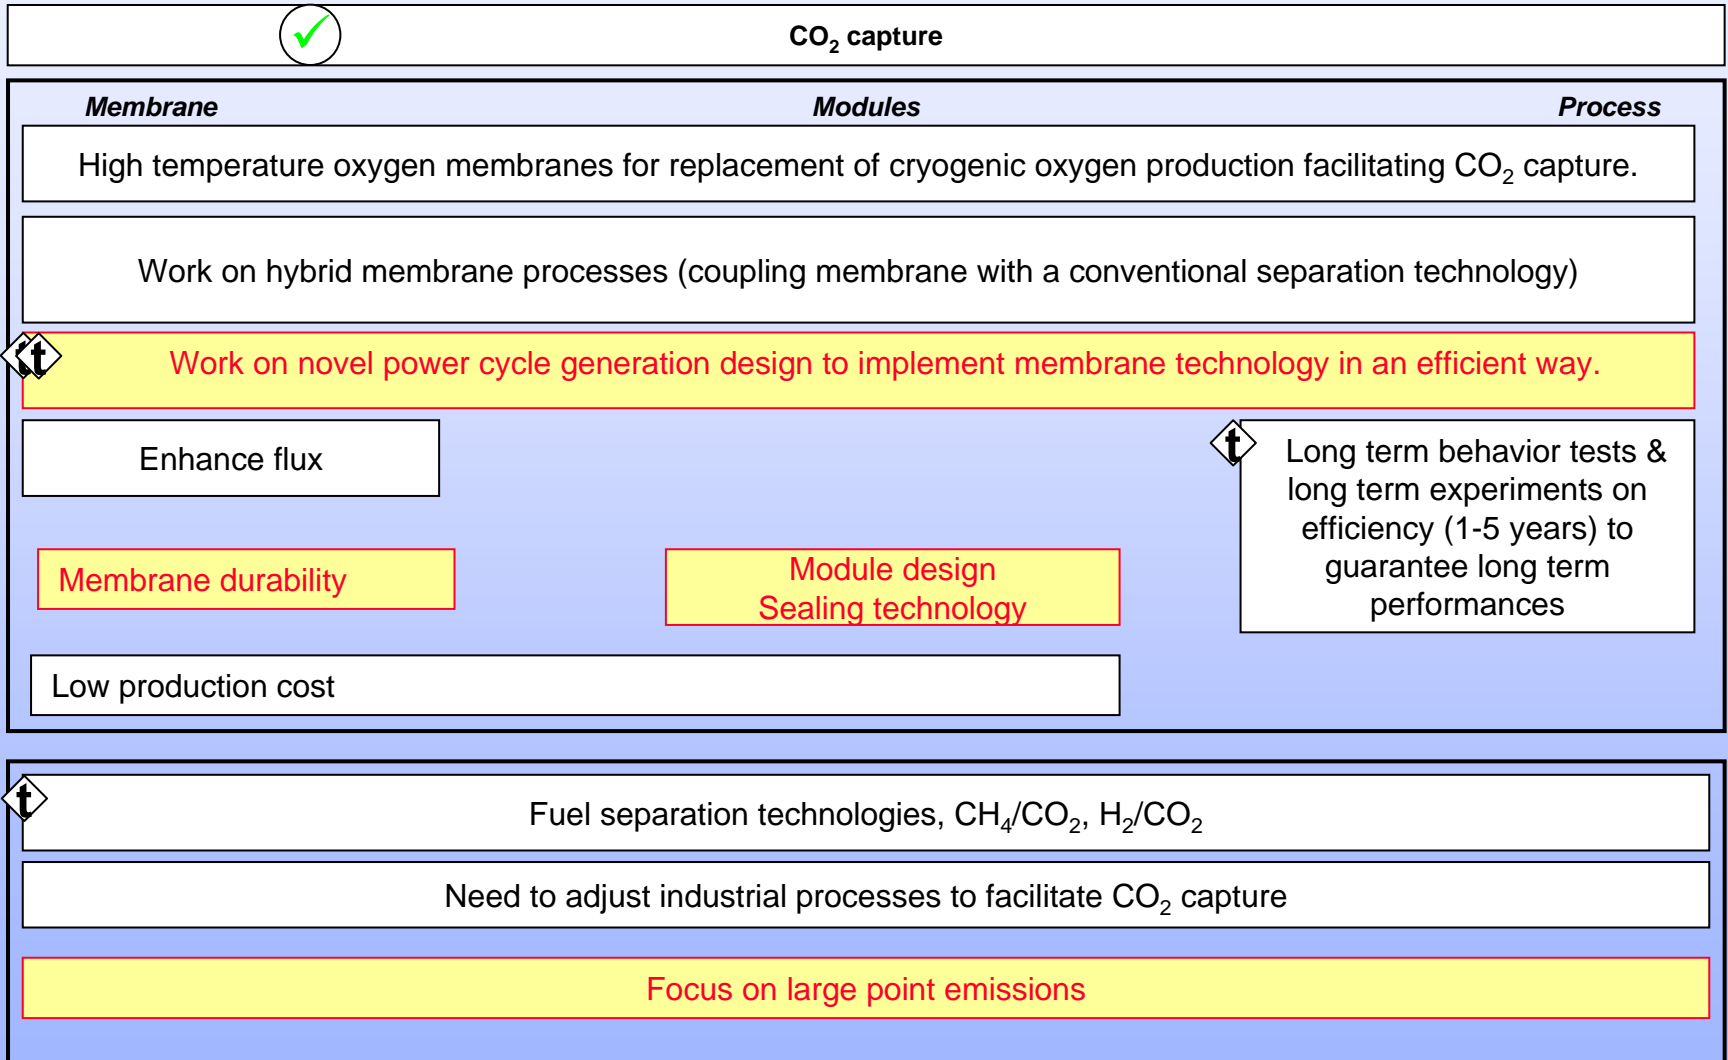 CO₂ capture
Membrane Modules Process
High temperature oxygen membranes for replacement of cryogenic oxygen production facilitating CO₂ capture.
Work on hybrid membrane processes (coupling membrane with a conventional separation technology)
tt Work on novel power cycle generation design to implement membrane technology in an efficient way.
Enhance flux
t Long term behavior tests &
long term experiments on
efficiency (1-5 years) to
guarantee long term
performances
Membrane durability
Module design
Sealing technology
Low production cost
t Fuel separation technologies, CH₄/CO₂, H₂/CO₂
Need to adjust industrial processes to facilitate CO₂ capture
Focus on large point emissions